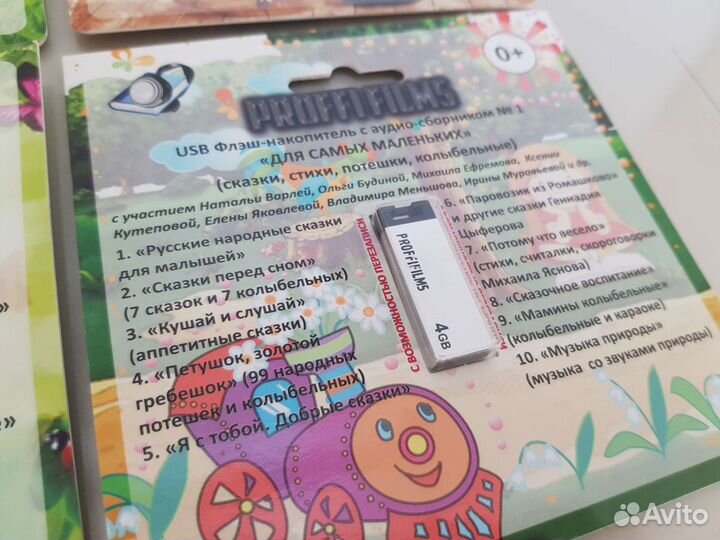 0+
PROFFIFILMS
USB Флэш-накопитель с аудио-сборником № 1
«ДЛЯ САМЫХ МАЛЕНЬКИХ»
(сказки, стихи, потешки, колыбельные)
с участием Натальи Варлей, Ольги Будиной, Михаила Ефремова, Ксении
Кутеповой, Елены Яковлевой, Владимира Меньшова, Ирины Муравьевой и др.
1. «Русские народные сказки
для малышей»
2. «Сказки перед сном»
(7 сказок и 7 колыбельных)
3. «Кушай и слушай»
(аппетитные сказки)
4. «Петушок, золотой
гребешок» (99 народных
потешек и колыбельных)
5. «Я с тобой. Добрые сказки»
С ВОЗМОЖНОСТЬЮ ПЕРЕЗАПИСИ
PROFFIFILMS
4GB
6. «Паровозик из Ромашково»
и другие сказки Геннадия
Цыферова
7. «Потому что весело»
(стихи, считалки, скороговорки
Михаила Яснова)
8. «Сказочное воспитание»
9. «Мамины колыбельные»
(колыбельные и караоке)
10. «Музыка природы»
(музыка со звуками природы)
Avito